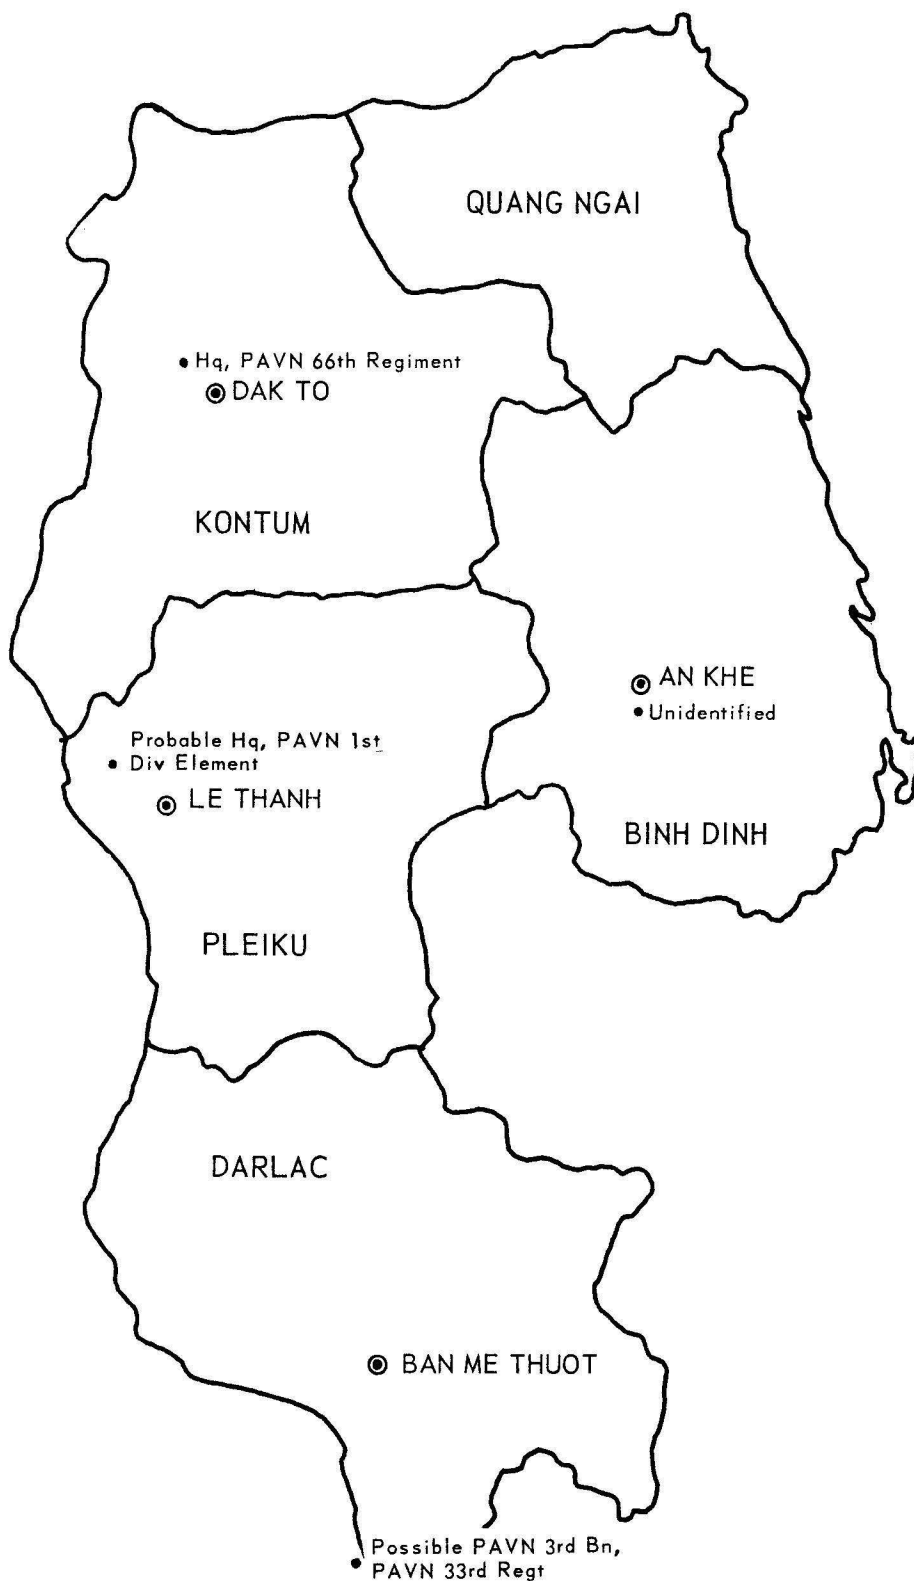 QUANG NGAI
Hq, PAVN 66th Regiment
DAK TO
KONTUM
AN KHE
Unidentified
Probable Hq, PAVN 1st
Div Element
LE THANH
BINH DINH
PLEIKU
DARLAC
BAN ME THUOT
Possible PAVN 3rd Bn,
PAVN 33rd Regt